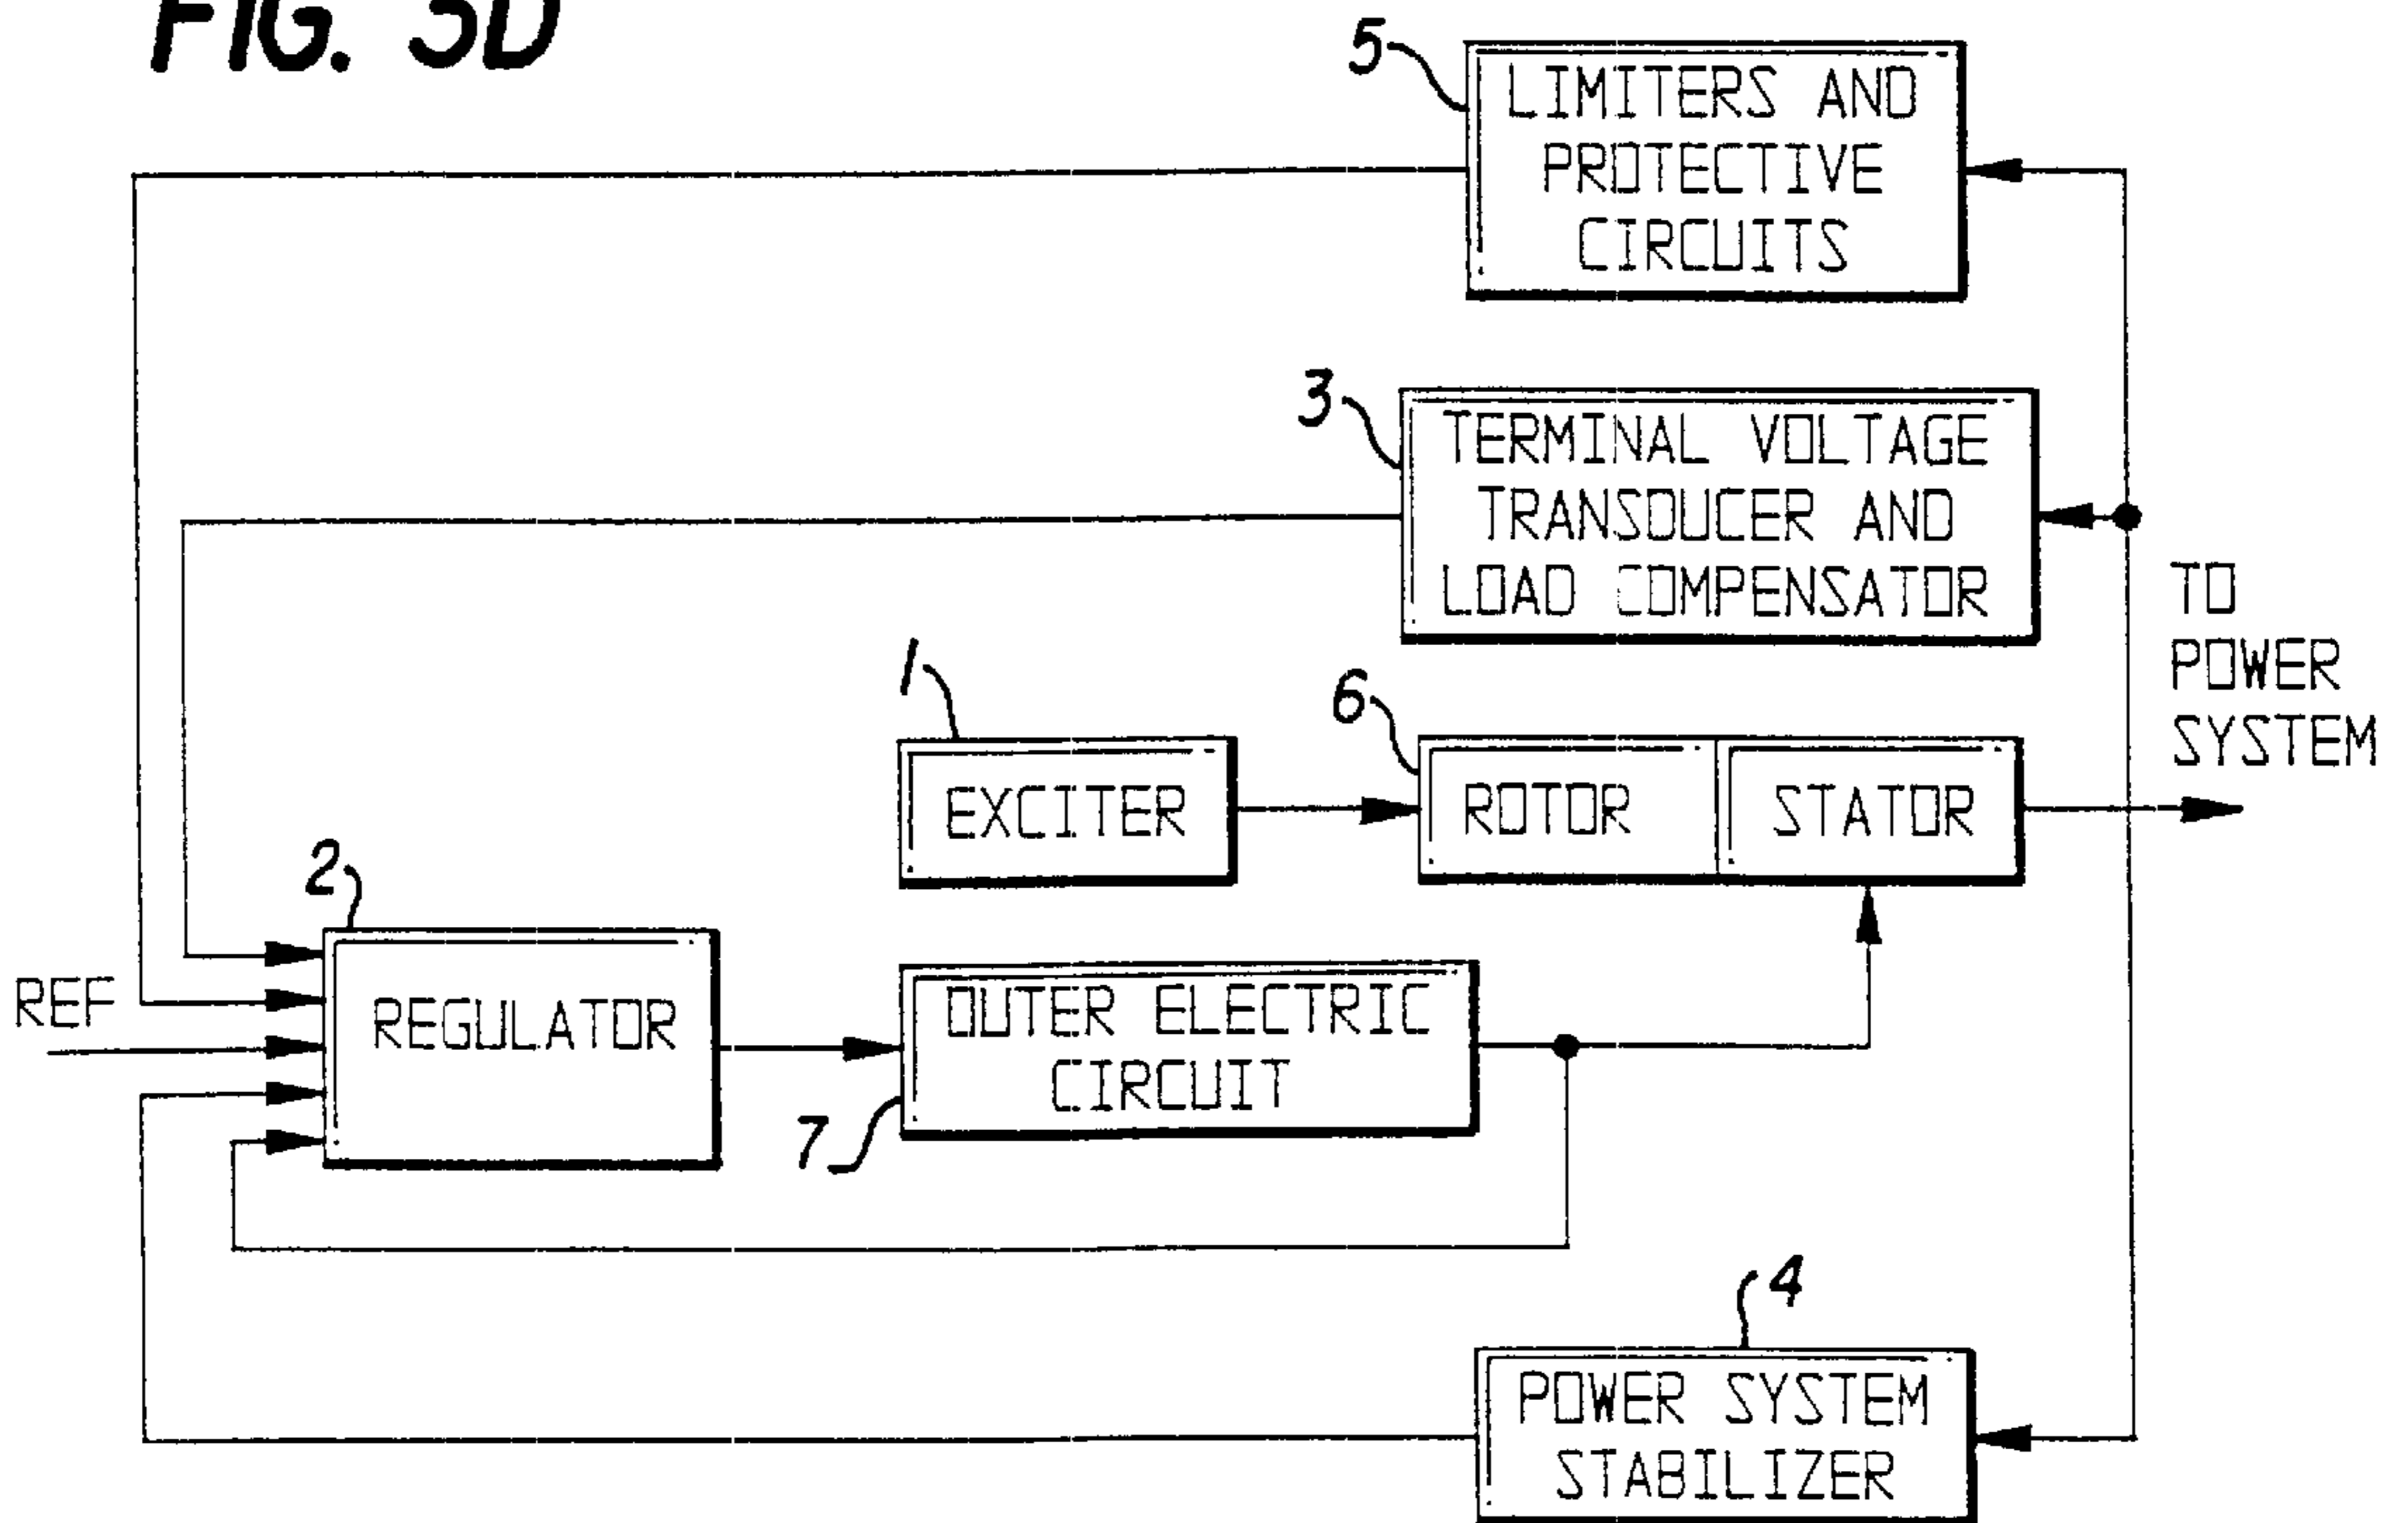 FIG. 3D
5
LIMITERS AND
PROTECTIVE
CIRCUITS
3
TERMINAL VOLTAGE
TRANSDUCER AND
LOAD COMPENSATOR
TO
POWER
SYSTEM
1
EXCITER
6
ROTOR
STATOR
2
REGULATOR
REF
OUTER ELECTRIC
CIRCUIT
7
4
POWER SYSTEM
STABILIZER